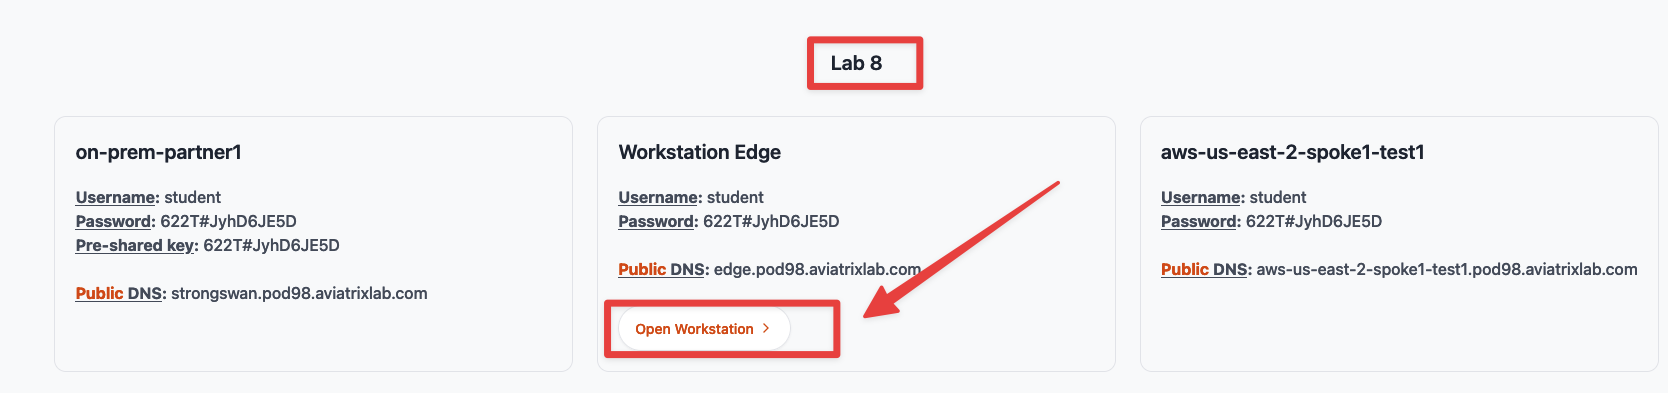 Lab 8
on-prem-partner1
Username: student
Password: 622T#JyhD6JE5D
Pre-shared key: 622T#JyhD6JE5D
Public DNS: strongswan.pod98.aviatrixlab.com
Workstation Edge
Username: student
Password: 622T#JyhD6JE5D
Public DNS: edge.pod98.aviatrixlab.com
Open Workstation >
aws-us-east-2-spoke1-test1
Username: student
Password: 622T#JyhD6JE5D
Public DNS: aws-us-east-2-spoke1-test1.pod98.aviatrixlab.com